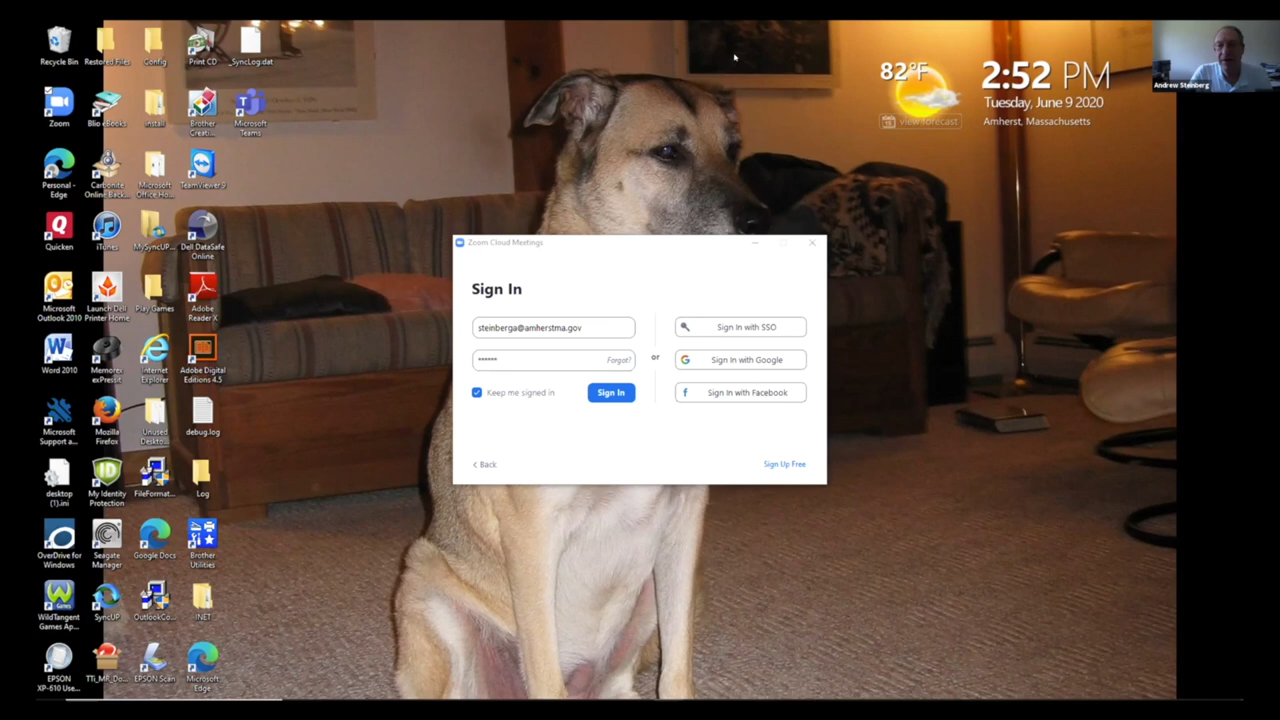 Recycle Bin
Restored Files
Config
Print CD
_SyncLog.dat
Zoom
Blio eBooks
install
Brother
Creati...
Microsoft
Teams
Personal -
Edge
Carbonite
Online Back...
Microsoft
Office Ho...
TeamViewer 9
Quicken
iTunes
MySyncUP...
Dell DataSafe
Online
Microsoft
Outlook 2010
Launch Dell
Printer Home
Play Games
Adobe
Reader X
Word 2010
Memorex
exPressit
Internet
Explorer
Adobe Digital
Editions 4.5
Microsoft
Support a...
Mozilla
Firefox
Unused
Deskto...
debug.log
desktop
(1).ini
My Identity
Protection
FileFormat...
Log
OverDrive for
Windows
Seagate
Manager
Google Docs
Brother
Utilities
WildTangent
Games Ap...
SyncUP
OutlookCo...
INET
EPSON
XP-610 Use...
TTi_MR_Do...
EPSON Scan
Microsoft
Edge
82°F
view forecast
2:52 PM
Tuesday, June 9 2020
Amherst, Massachusetts
Andrew Steinberg
Zoom Cloud Meetings
Sign In
steinberga@amherstma.gov
••••••
Forgot?
Keep me signed in
Sign In
or
Sign In with SSO
Sign In with Google
Sign In with Facebook
Back
Sign Up Free